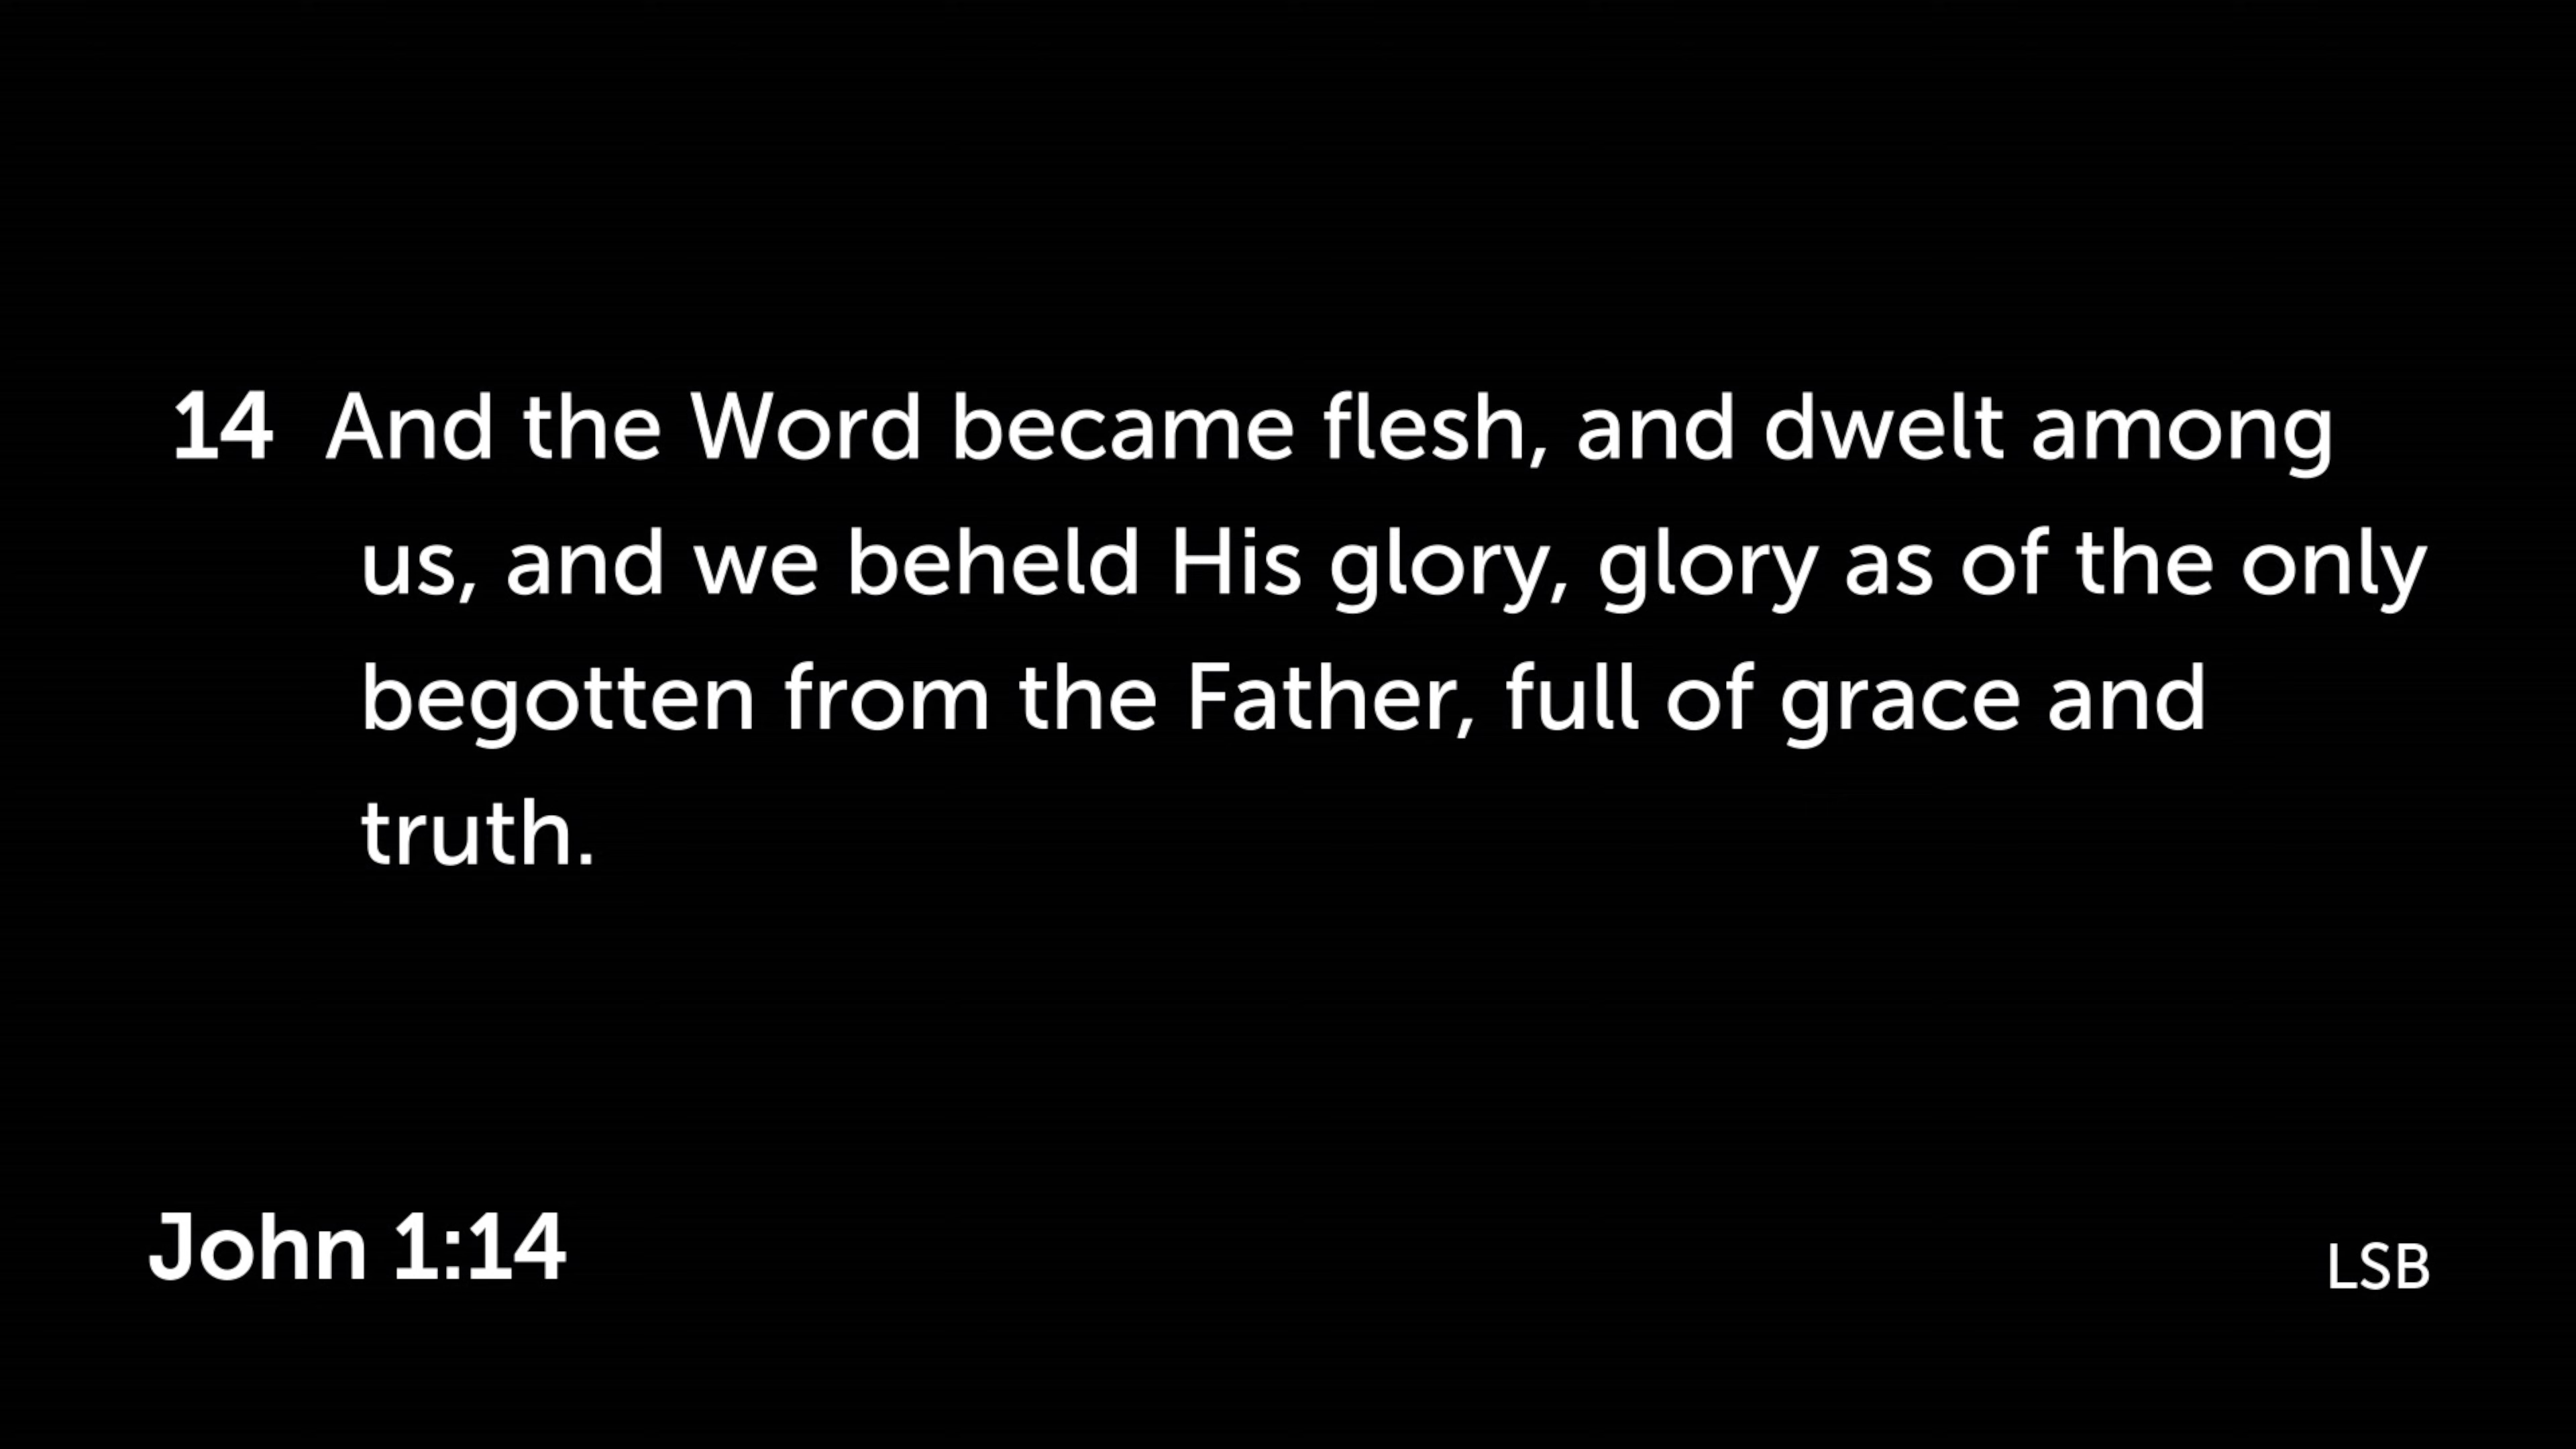 14 And the Word became flesh, and dwelt among
us, and we beheld His glory, glory as of the only
begotten from the Father, full of grace and
truth.
John 1:14
LSB